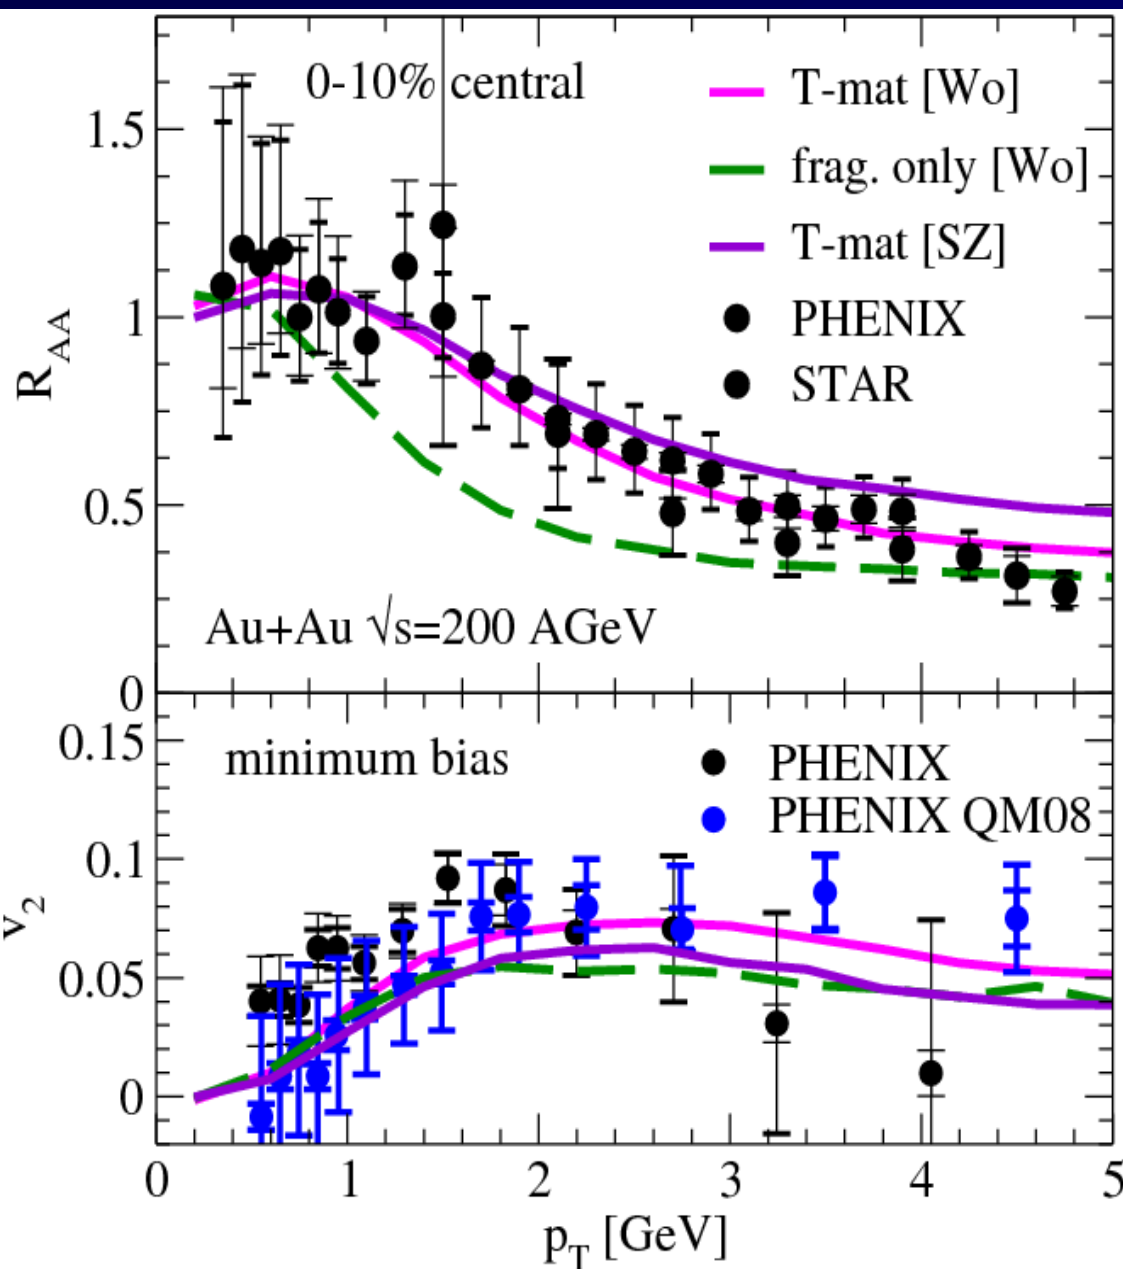 0-10% central
T-mat [Wo]
frag. only [Wo]
T-mat [SZ]
PHENIX
STAR
1.5
1
0.5
0
R_AA
Au+Au √s=200 AGeV
minimum bias
PHENIX
PHENIX QM08
0.15
0.1
0.05
0
v_2
0 1 2 3 4 5
p_T [GeV]